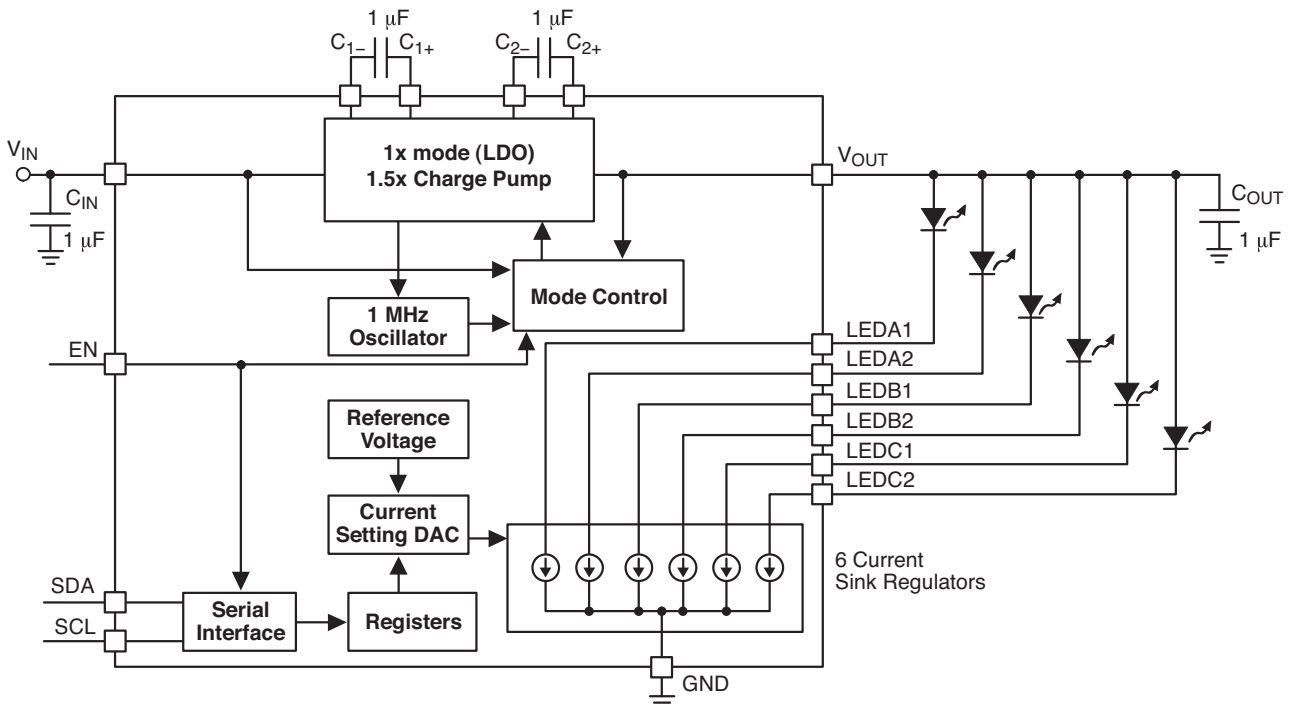 1 μF
1 μF
C1– C1+ C2– C2+
VIN
CIN
1 μF
1x mode (LDO)
1.5x Charge Pump
VOUT
COUT
1 μF
Mode Control
1 MHz
Oscillator
EN
LEDA1
LEDA2
LEDB1
LEDB2
LEDC1
LEDC2
Reference
Voltage
Current
Setting DAC
6 Current
Sink Regulators
SDA
SCL
Serial
Interface
Registers
GND